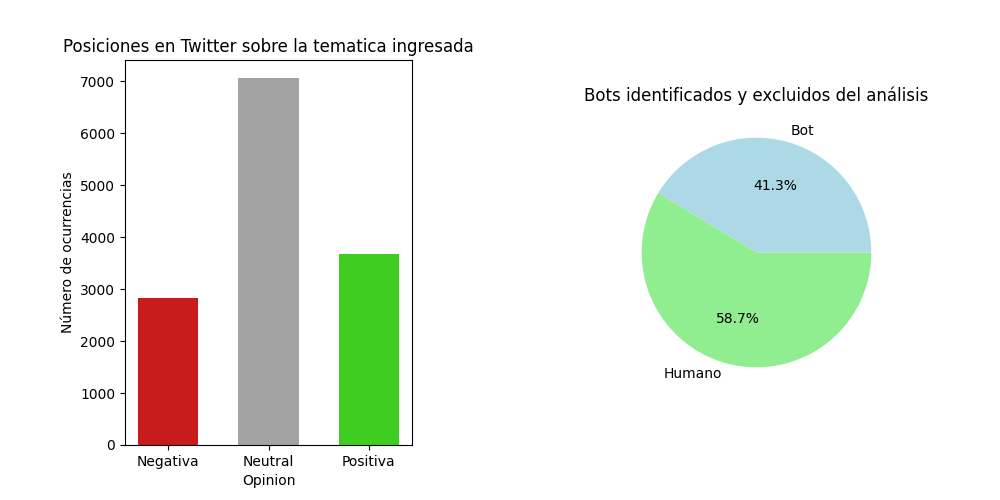 Posiciones en Twitter sobre la tematica ingresada
Número de ocurrencias
7000
6000
5000
4000
3000
2000
1000
0
Negativa
Neutral
Positiva
Opinion
Bots identificados y excluidos del análisis
Bot
41.3%
58.7%
Humano